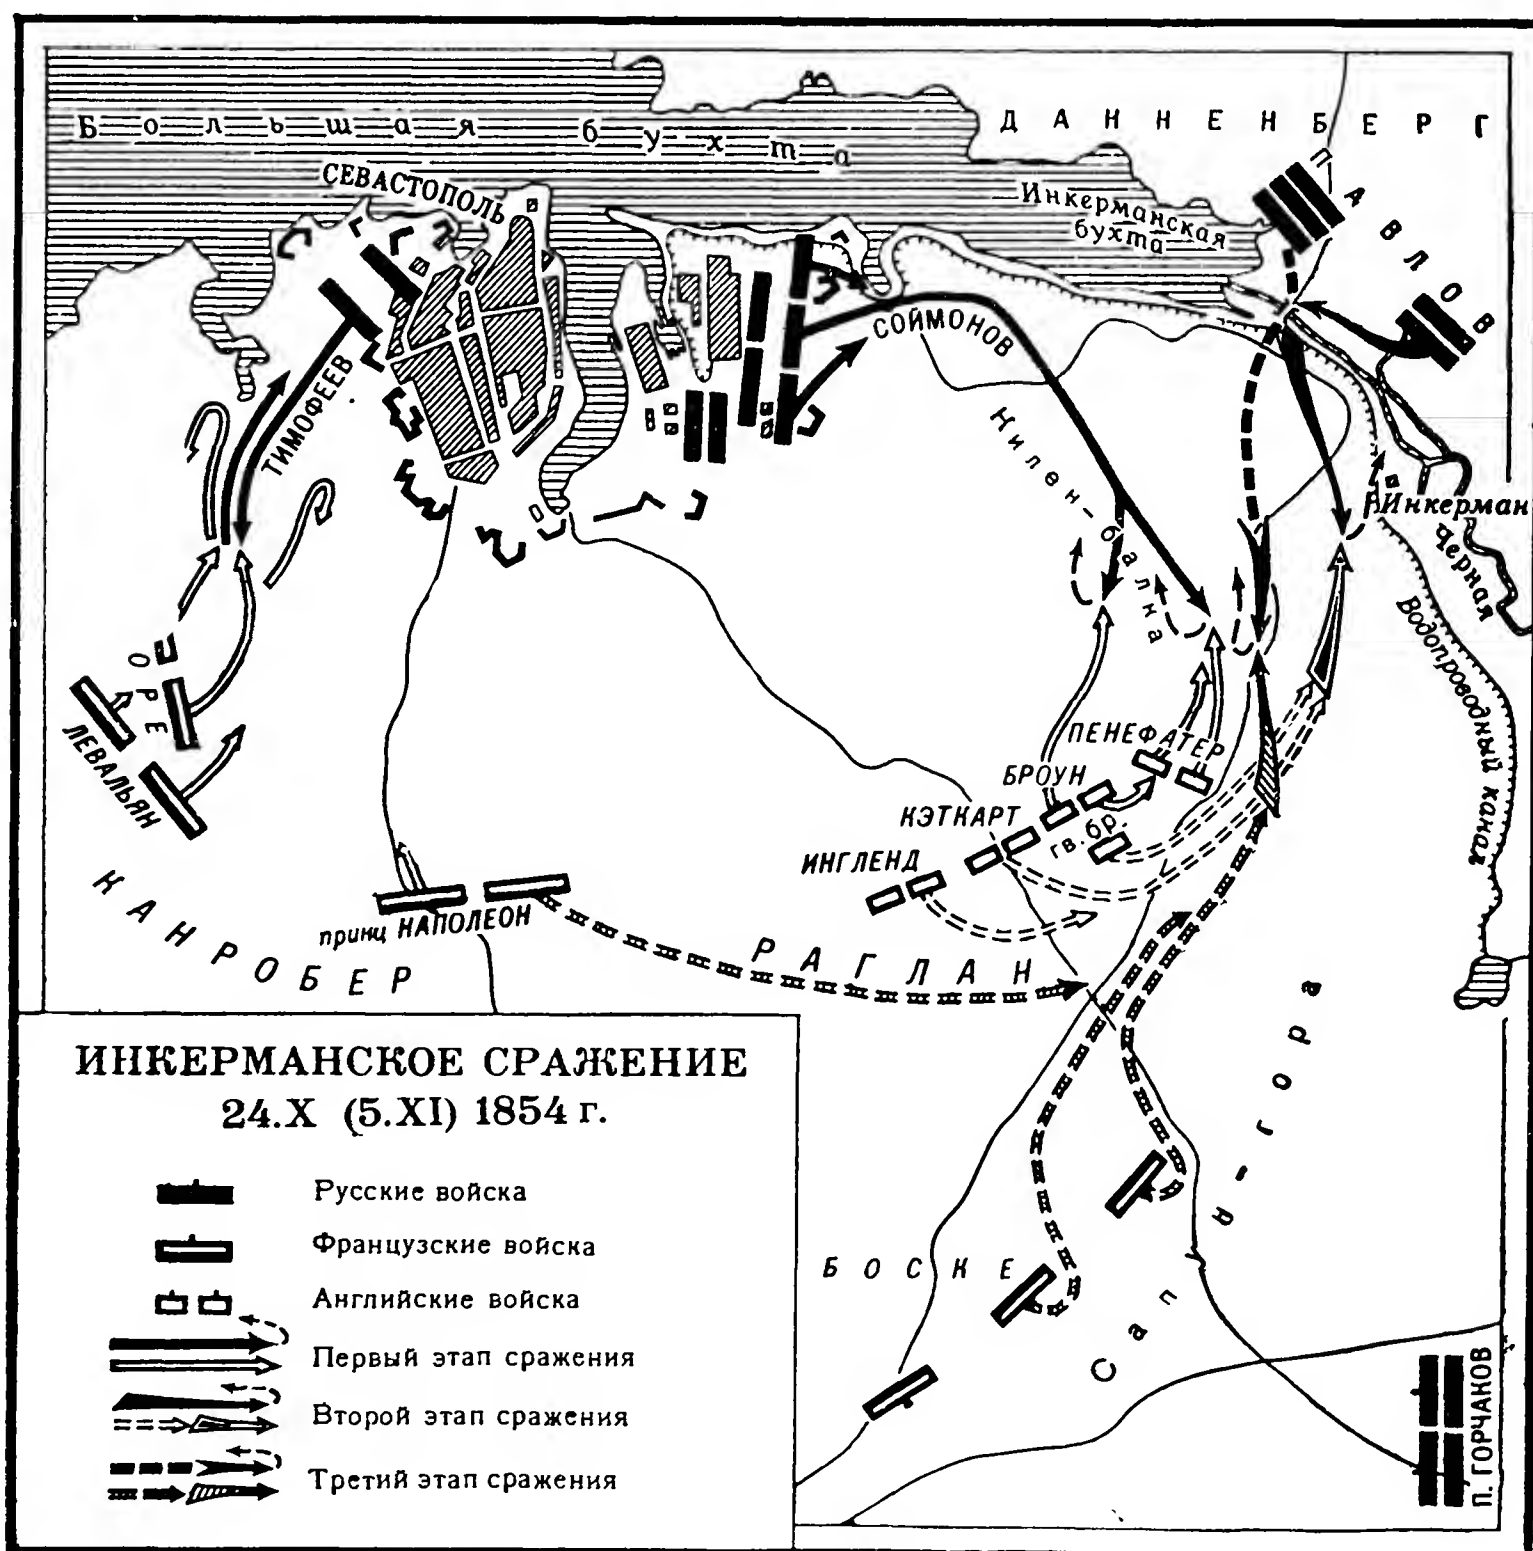 Большая бухта
ДАННЕНБЕРГ
СЕВАСТОПОЛЬ
Инкерманская
бухта
ПАВЛОВ
СОЙМОНОВ
ТИМОФЕЕВ
Килен-балка
Инкерман
Черная
Водопроводный канал
ОРЕ
ЛЕВАЛЬЯН
ПЕНЕФАТЕР
БРОУН
КЭТКАРТ
гв. бр.
ИНГЛЕНД
КАНРОБЕР
принц НАПОЛЕОН
РАГЛАН
Сапун-гора
БОСКЕ
П. ГОРЧАКОВ
ИНКЕРМАНСКОЕ СРАЖЕНИЕ
24.X (5.XI) 1854 г.
Русские войска
Французские войска
Английские войска
Первый этап сражения
Второй этап сражения
Третий этап сражения